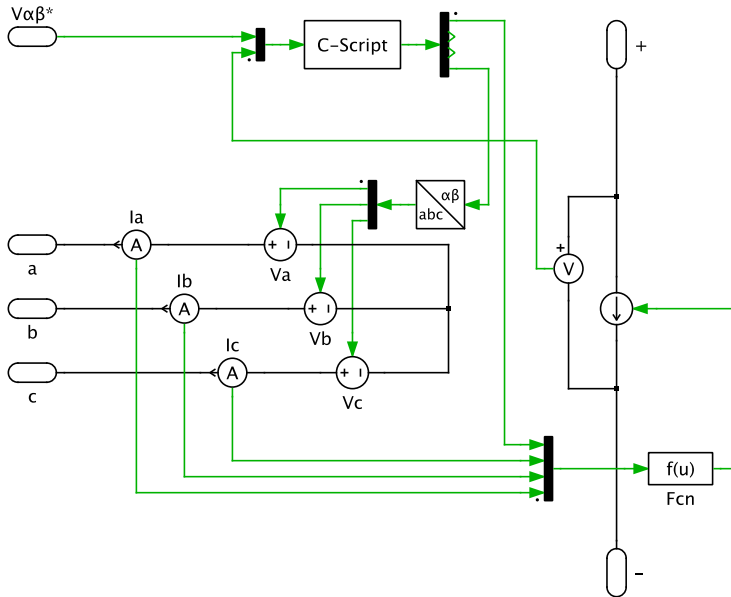 Vαβ*
C-Script
+
αβ
abc
Ia
A
+ −
Va
a
+
V
Ib
A
+ −
Vb
b
Ic
A
+ −
Vc
c
f(u)
Fcn
−